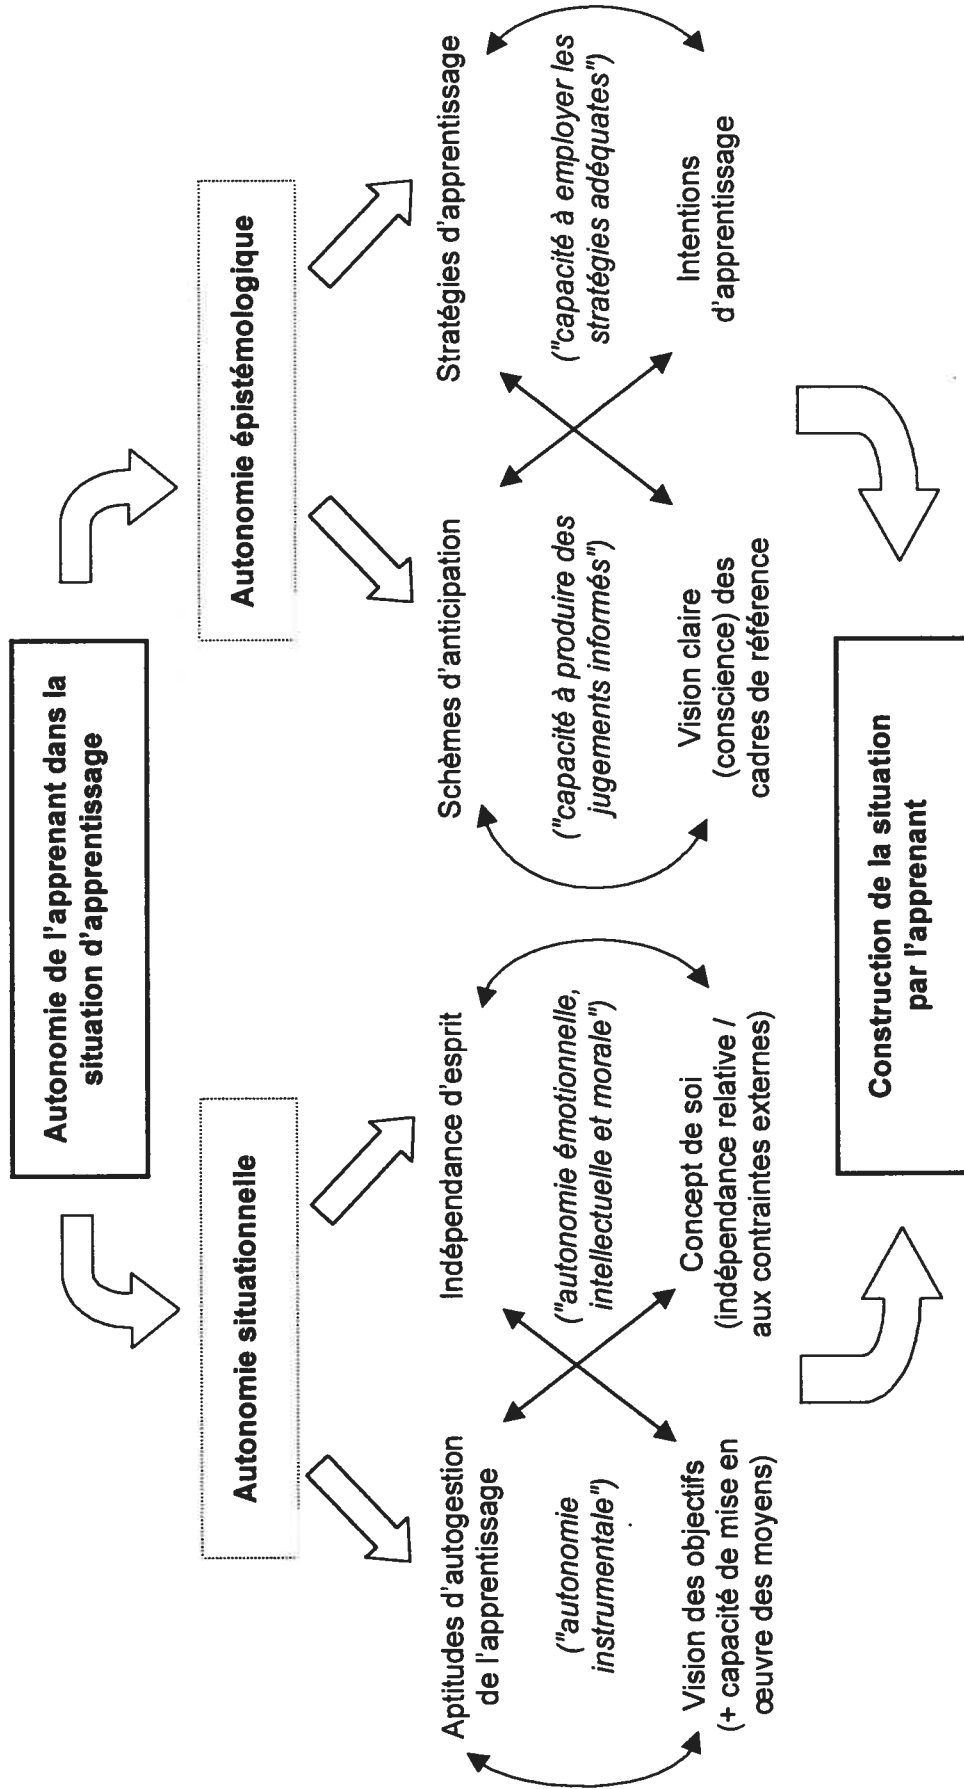 Autonomie de l'apprenant dans la
situation d'apprentissage
Autonomie situationnelle
Autonomie épistémologique
Aptitudes d'autogestion
de l'apprentissage
Indépendance d'esprit
Schèmes d'anticipation
Stratégies d'apprentissage
("autonomie
instrumentale")
("autonomie émotionnelle,
intellectuelle et morale")
("capacité à produire des
jugements informés")
("capacité à employer les
stratégies adéquates")
Vision des objectifs
(+ capacité de mise en
œuvre des moyens)
Concept de soi
(indépendance relative /
aux contraintes externes)
Vision claire
(conscience) des
cadres de référence
Intentions
d'apprentissage
Construction de la situation
par l'apprenant